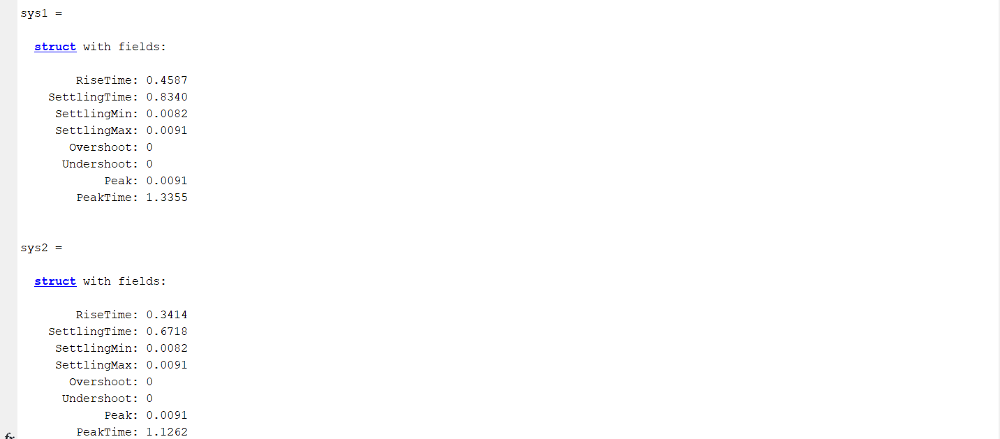 sys1 =
struct with fields:
RiseTime: 0.4587
SettlingTime: 0.8340
SettlingMin: 0.0082
SettlingMax: 0.0091
Overshoot: 0
Undershoot: 0
Peak: 0.0091
PeakTime: 1.3355
sys2 =
struct with fields:
RiseTime: 0.3414
SettlingTime: 0.6718
SettlingMin: 0.0082
SettlingMax: 0.0091
Overshoot: 0
Undershoot: 0
Peak: 0.0091
PeakTime: 1.1262
fx